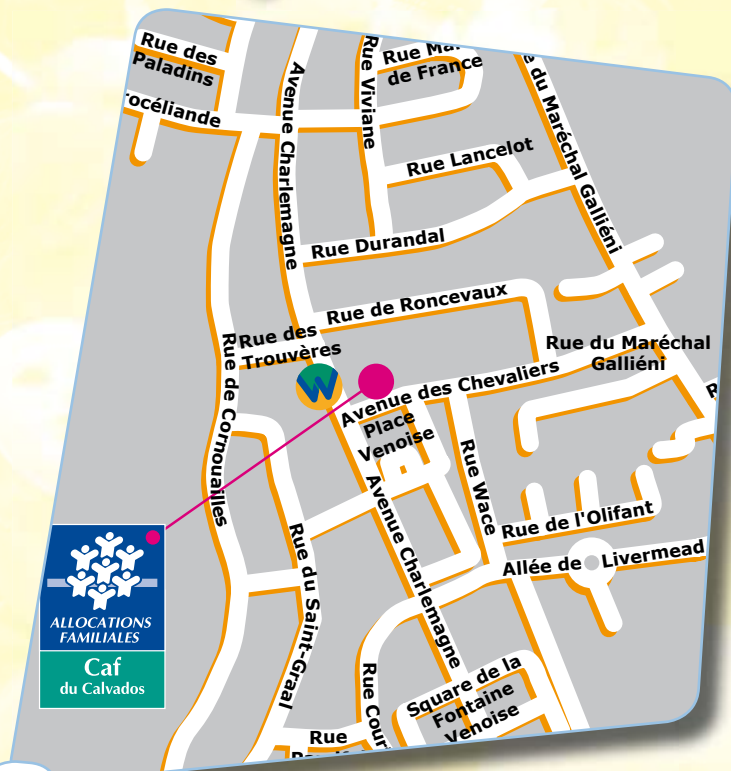 Rue des
Paladins
océliande
Avenue Charlemagne
Rue Viviane
Rue Ma
de France
e du Maréchal Galliéni
Rue Lancelot
Rue Durandal
Rue de Roncevaux
Rue des
Trouvères
Rue du Maréchal
Galliéni
W
Avenue des Chevaliers
Place
Venoise
Rue de Cornouailles
Rue Wace
R
Avenue Charlemagne
Rue de l'Olifant
Allée de Livermead
Rue du Saint-Graal
ALLOCATIONS
FAMILIALES
Caf
du Calvados
Rue Cour
Square de la
Fontaine
Venoise
Rue